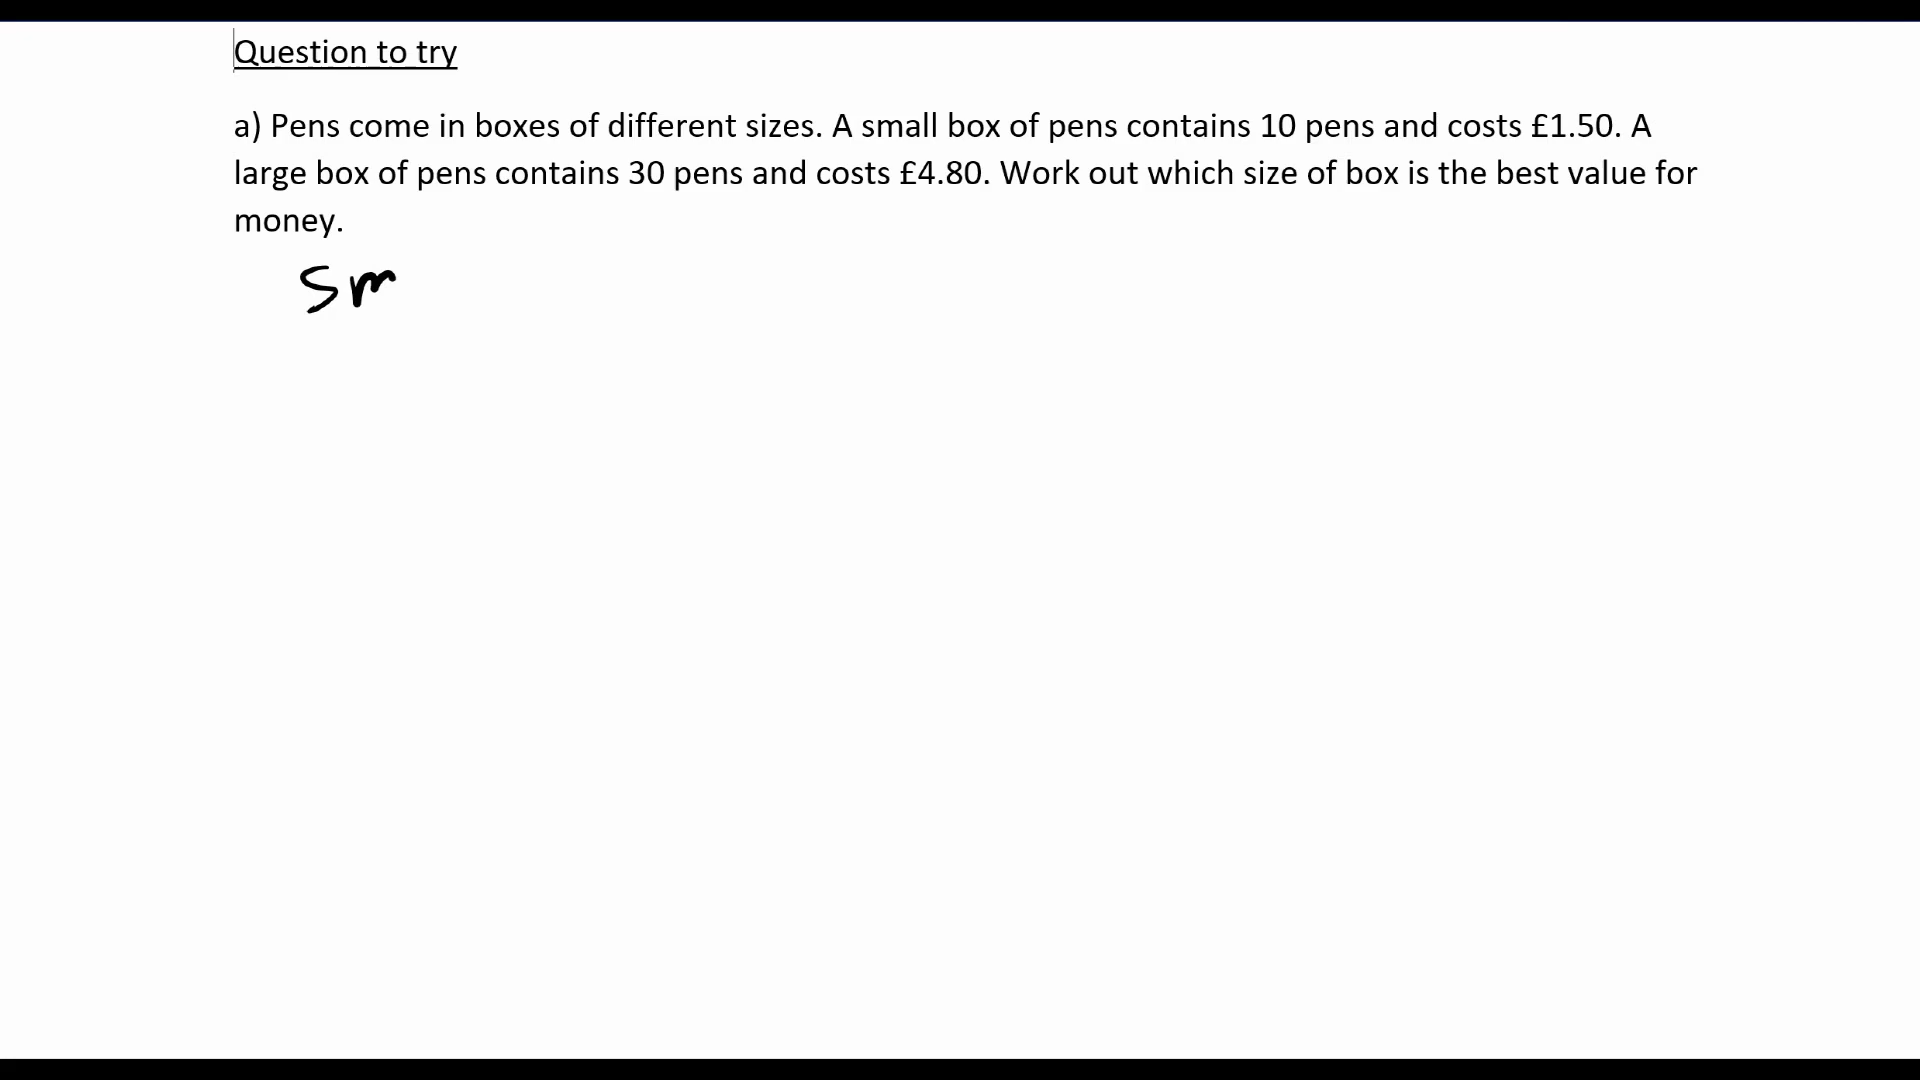 Question to try
a) Pens come in boxes of different sizes. A small box of pens contains 10 pens and costs £1.50. A
large box of pens contains 30 pens and costs £4.80. Work out which size of box is the best value for
money.
Sm